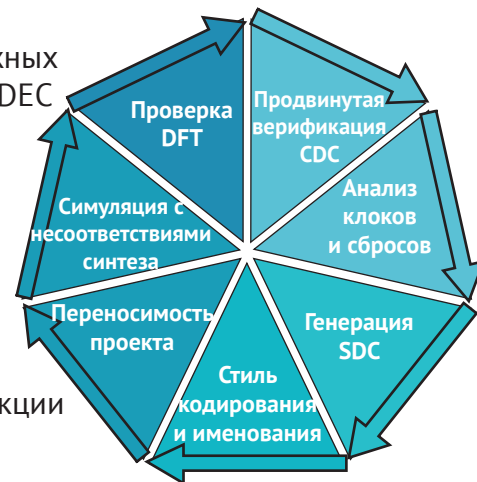 жных
DEC
кции
Продвинутая
верификация
CDC
Анализ
клоков
и сбросов
Генерация
SDC
Стиль
кодирования
и именования
Переносимость
проекта
Симуляция с
несоответствиями
синтеза
Проверка
DFT